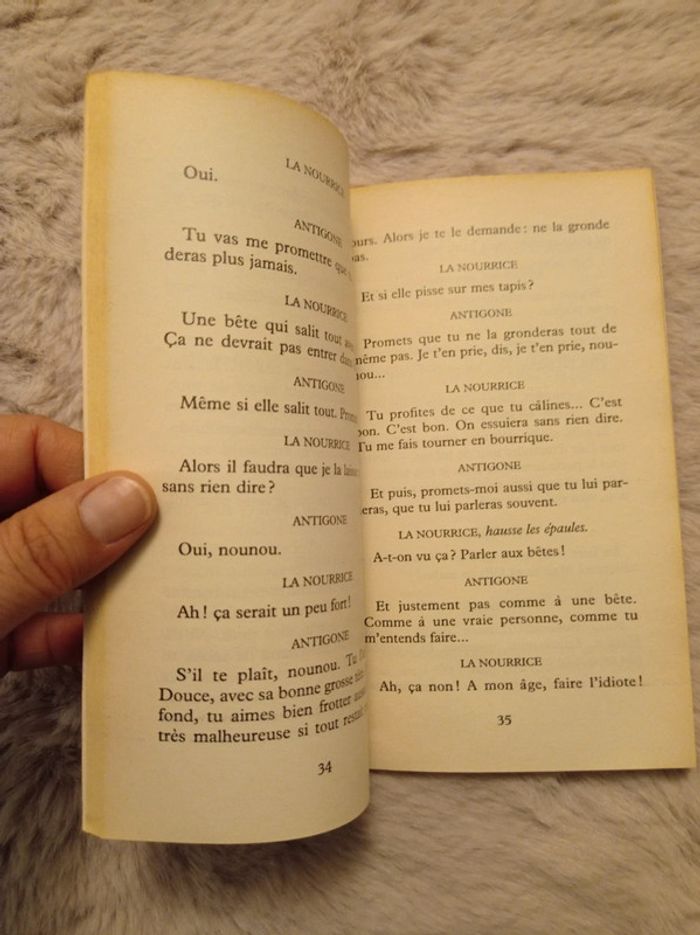 LA NOURRICE
Oui.
ANTIGONE
Tu vas me promettre que
deras plus jamais.
LA NOURRICE
Une bête qui salit tout
Ça ne devrait pas entrer
ANTIGONE
Même si elle salit tout.
LA NOURRICE
Alors il faudra que je la
sans rien dire ?
ANTIGONE
Oui, nounou.
LA NOURRICE
Ah ! ça serait un peu fort !
ANTIGONE
S'il te plaît, nounou. Tu
Douce, avec sa bonne grosse
fond, tu aimes bien frotter
très malheureuse si tout
34
ours. Alors je te le demande : ne la gronde
pas.
LA NOURRICE
Et si elle pisse sur mes tapis ?
ANTIGONE
Promets que tu ne la gronderas tout de
même pas. Je t'en prie, dis, je t'en prie, nou-
nou...
LA NOURRICE
Tu profites de ce que tu câlines... C'est
bon. C'est bon. On essuiera sans rien dire.
Tu me fais tourner en bourrique.
ANTIGONE
Et puis, promets-moi aussi que tu lui par-
leras, que tu lui parleras souvent.
LA NOURRICE, hausse les épaules.
A-t-on vu ça ? Parler aux bêtes !
ANTIGONE
Et justement pas comme à une bête.
Comme à une vraie personne, comme tu
m'entends faire...
LA NOURRICE
Ah, ça non ! A mon âge, faire l'idiote !
35